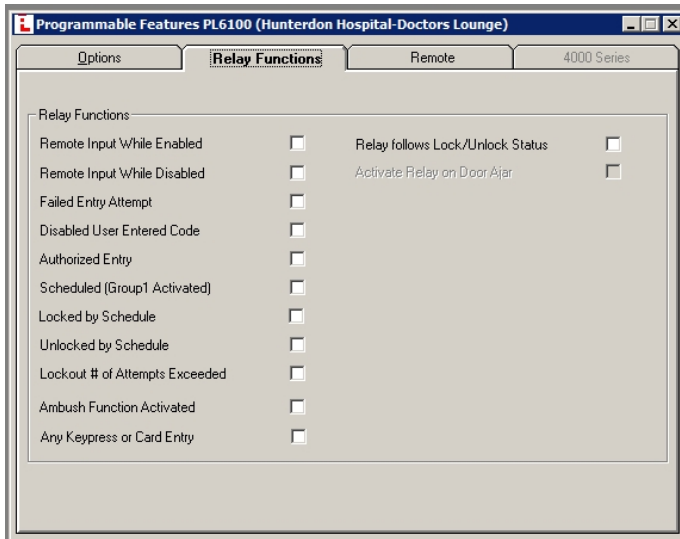 Programmable Features PL6100 (Hunterdon Hospital-Doctors Lounge)
Options
Relay Functions
Remote
4000 Series
Relay Functions
Remote Input While Enabled
Remote Input While Disabled
Failed Entry Attempt
Disabled User Entered Code
Authorized Entry
Scheduled (Group1 Activated)
Locked by Schedule
Unlocked by Schedule
Lockout # of Attempts Exceeded
Ambush Function Activated
Any Keypress or Card Entry
Relay follows Lock/Unlock Status
Activate Relay on Door Ajar